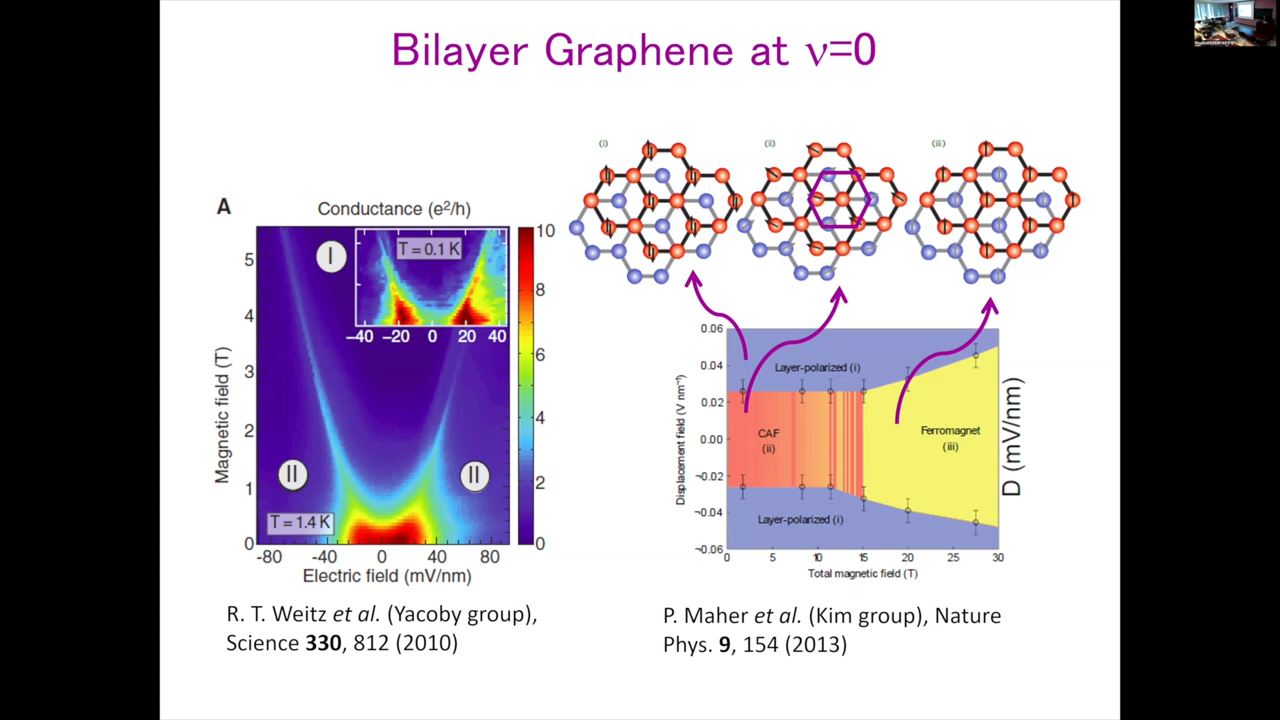 Bilayer Graphene at ν=0
(i)
(ii)
(iii)
A
Conductance (e²/h)
I
T = 0.1 K
−40 −20 0 20 40
10
8
6
4
2
0
Magnetic field (T)
5
4
3
2
1
0
II
II
T = 1.4 K
-80 -40 0 40 80
Electric field (mV/nm)
Displacement field (V nm⁻¹)
0.06
0.04
0.02
0.00
−0.02
−0.04
−0.06
Layer-polarized (i)
CAF
(ii)
Ferromagnet
(iii)
Layer-polarized (i)
D (mV/nm)
0 5 10 15 20 25 30
Total magnetic field (T)
R. T. Weitz et al. (Yacoby group),
Science 330, 812 (2010)
P. Maher et al. (Kim group), Nature
Phys. 9, 154 (2013)